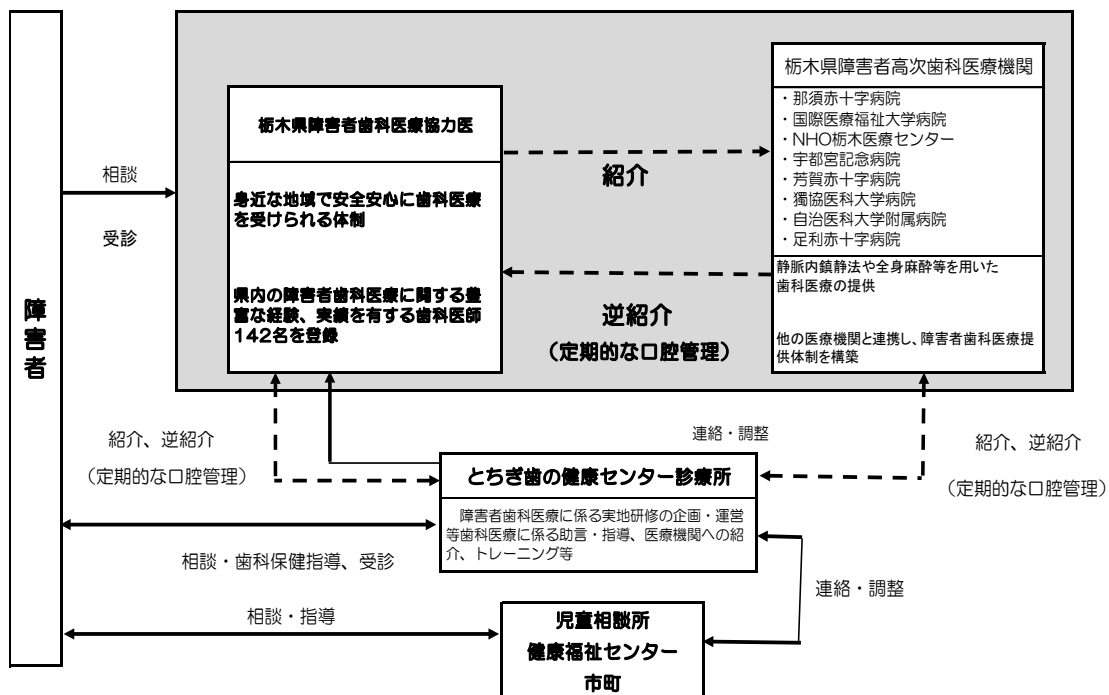 障害者
相談
受診
栃木県障害者歯科医療協力医
身近な地域で安全安心に歯科医療
を受けられる体制
県内の障害者歯科医療に関する豊
富な経験、実績を有する歯科医師
142名を登録
紹介
逆紹介
(定期的な口腔管理)
栃木県障害者高次歯科医療機関
・那須赤十字病院
・国際医療福祉大学病院
・NHO栃木医療センター
・宇都宮記念病院
・芳賀赤十字病院
・獨協医科大学病院
・自治医科大学附属病院
・足利赤十字病院
静脈内鎮静法や全身麻酔等を用いた
歯科医療の提供
他の医療機関と連携し、障害者歯科医療提
供体制を構築
紹介、逆紹介
(定期的な口腔管理)
連絡・調整
紹介、逆紹介
(定期的な口腔管理)
とちぎ歯の健康センター診療所
障害者歯科医療に係る実地研修の企画・運営
等歯科医療に係る助言・指導、医療機関への紹
介、トレーニング等
相談・歯科保健指導、受診
連絡・調整
相談・指導
児童相談所
健康福祉センター
市町